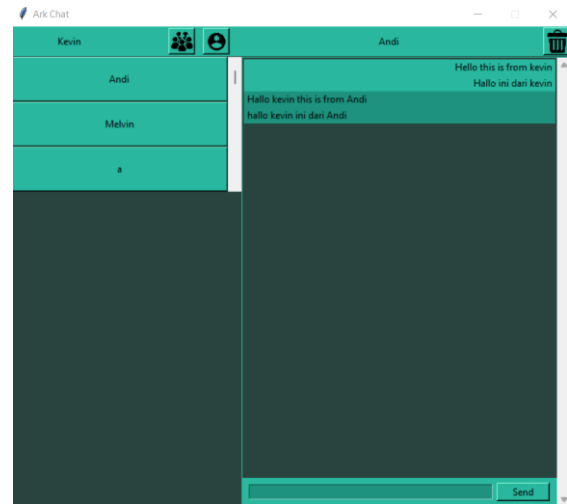 Ark Chat
Kevin
Andi
Andi
Melvin
a
Hello this is from kevin
Hallo ini dari kevin
Hallo kevin this is from Andi
hallo kevin ini dari Andi
Send